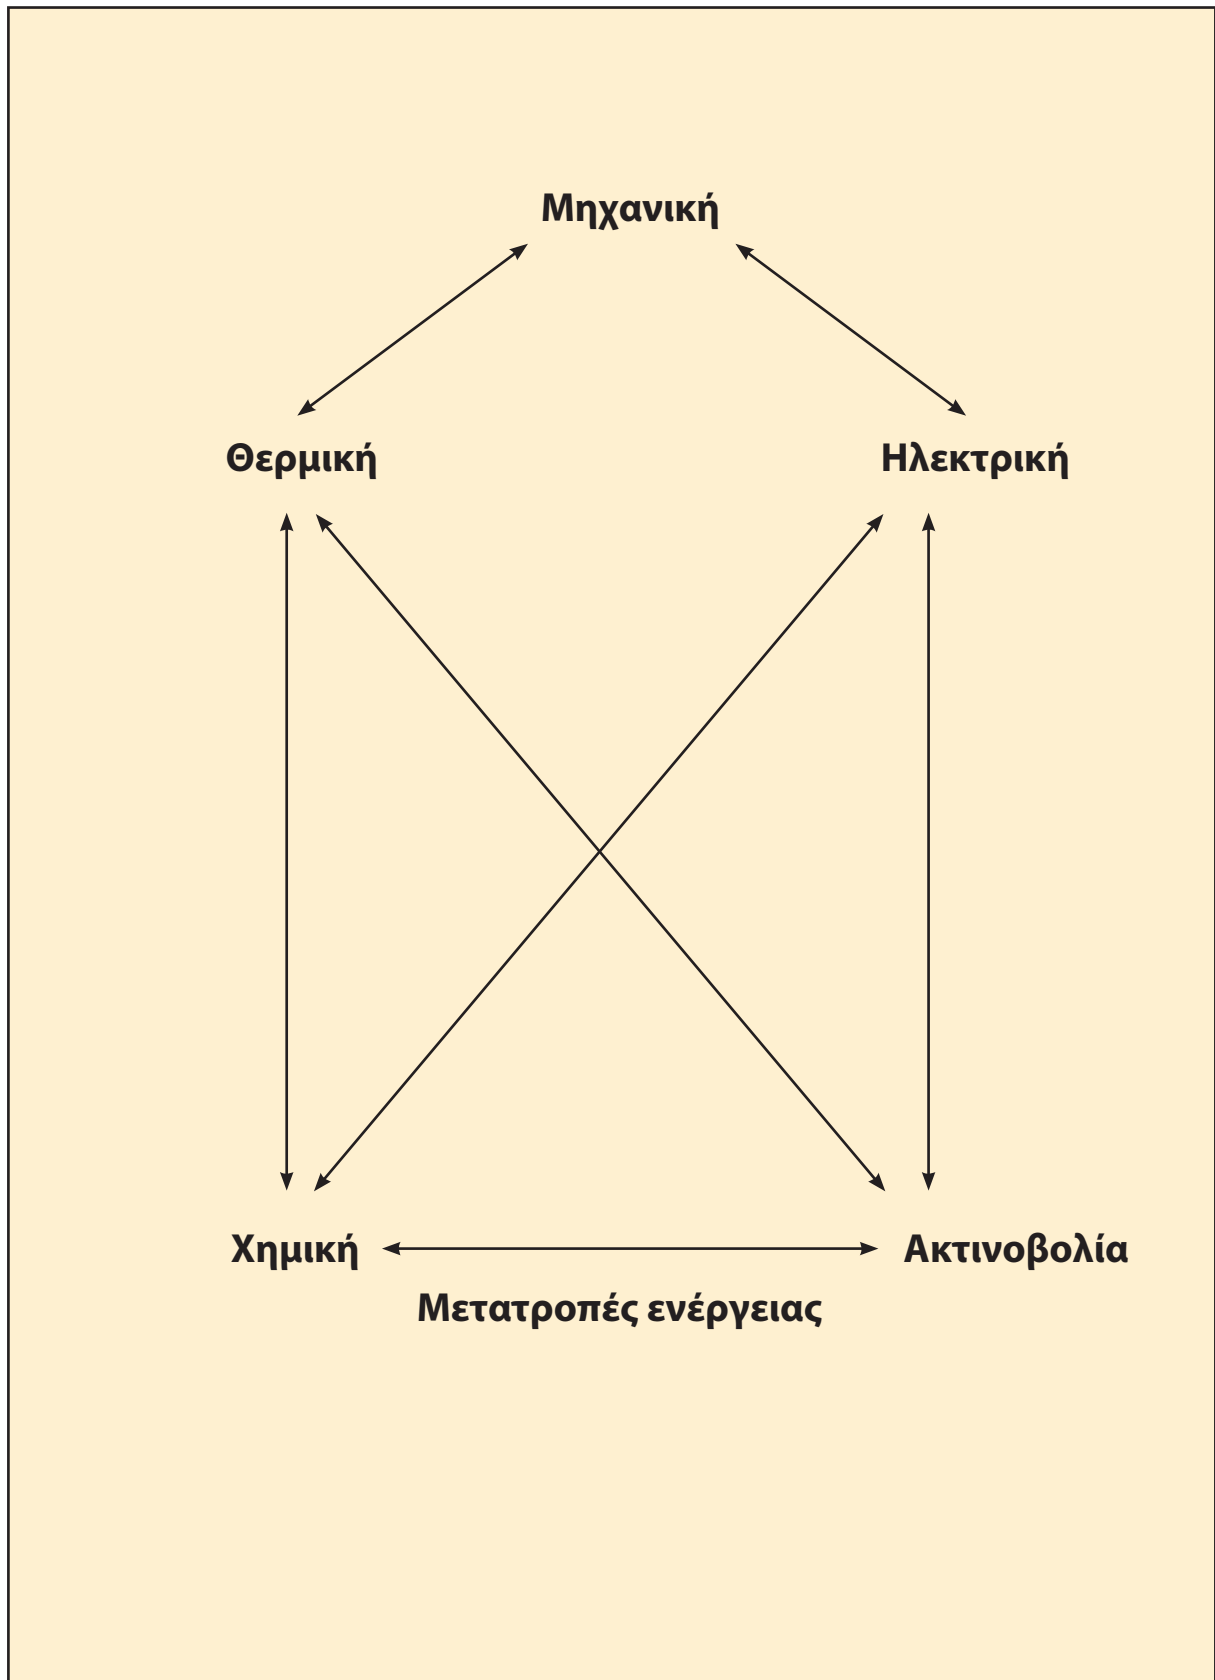 Μηχανική
Θερμική
Ηλεκτρική
Χημική
Ακτινοβολία
Μετατροπές ενέργειας